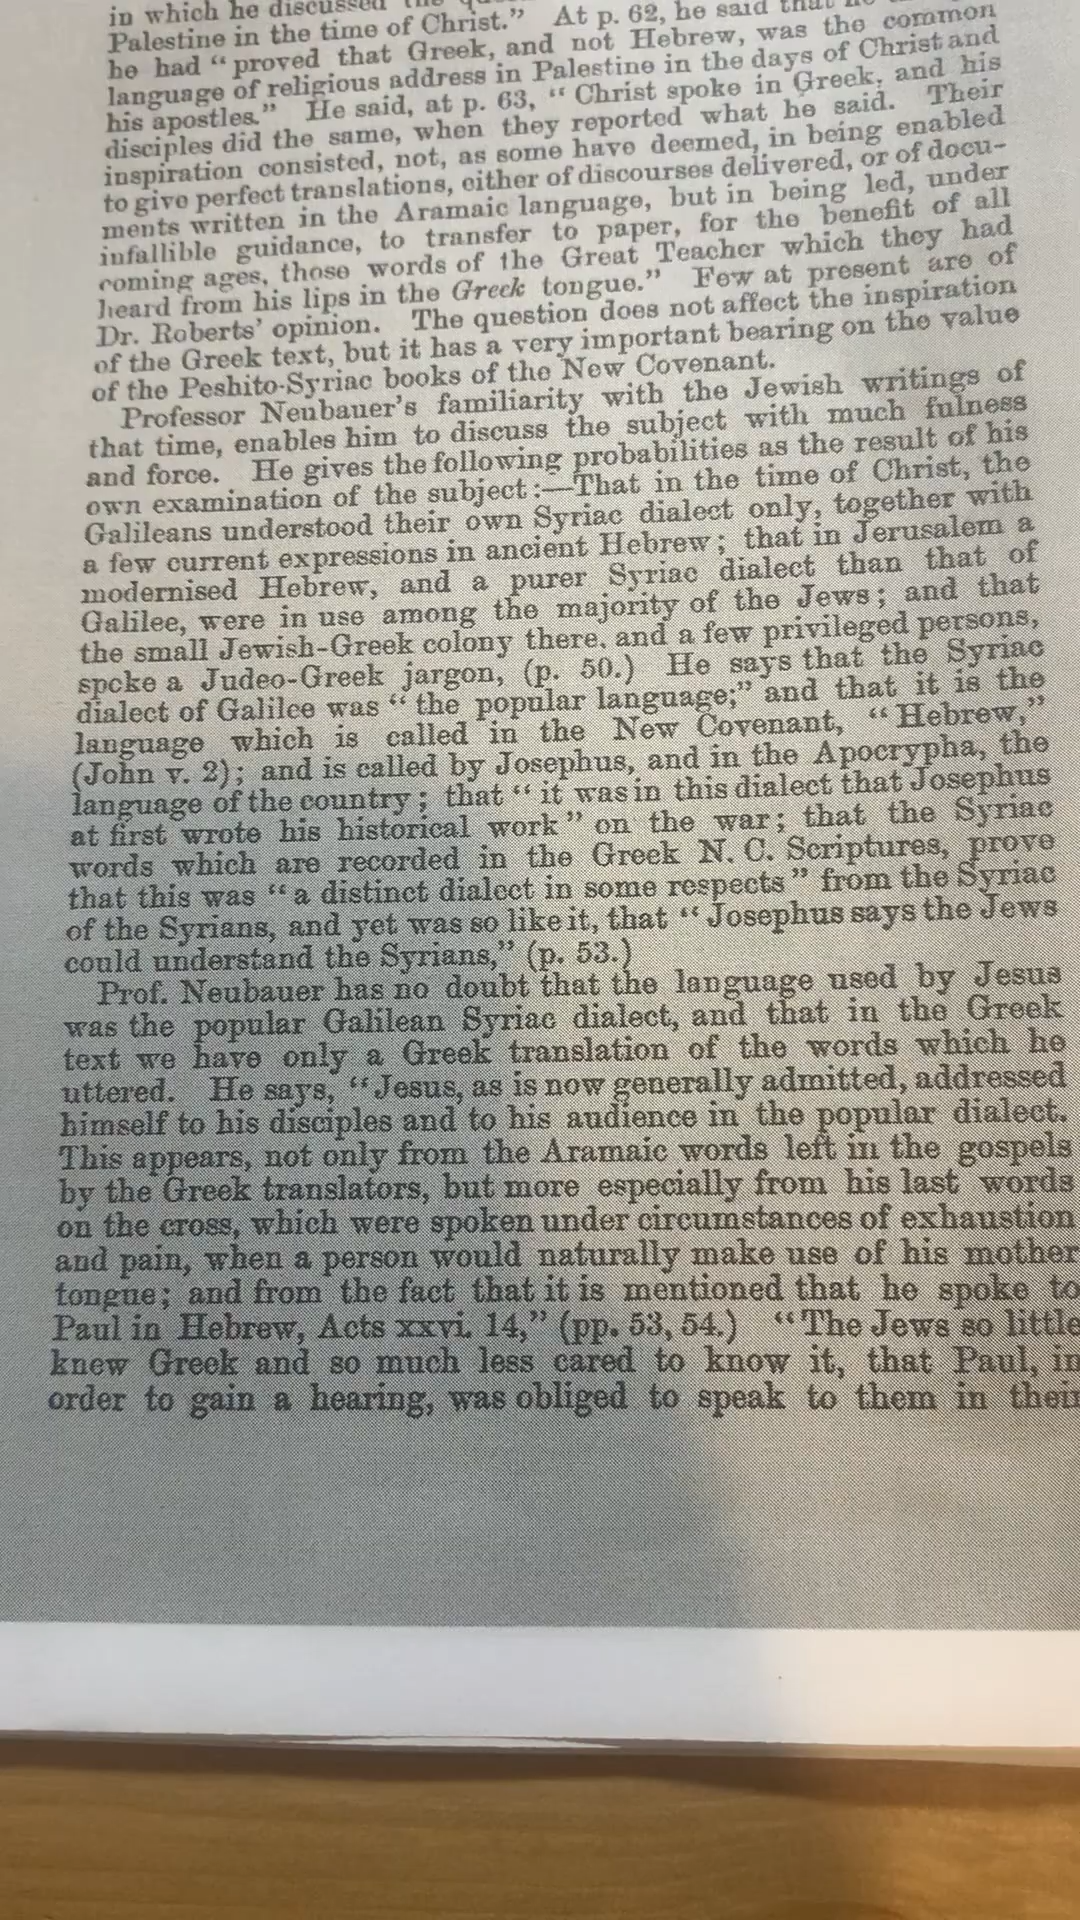 in which he discussed the
Palestine in the time of Christ." At p. 62, he said that he
he had "proved that Greek, and not Hebrew, was the common
language of religious address in Palestine in the days of Christ and
his apostles." He said, at p. 63, "Christ spoke in Greek, and his
disciples did the same, when they reported what he said. Their
inspiration consisted, not, as some have deemed, in being enabled
to give perfect translations, either of discourses delivered, or of docu-
ments written in the Aramaic language, but in being led, under
infallible guidance, to transfer to paper, for the benefit of all
coming ages, those words of the Great Teacher which they had
heard from his lips in the Greek tongue." Few at present are of
Dr. Roberts' opinion. The question does not affect the inspiration
of the Greek text, but it has a very important bearing on the value
of the Peshito-Syriac books of the New Covenant.
Professor Neubauer's familiarity with the Jewish writings of
that time, enables him to discuss the subject with much fulness
and force. He gives the following probabilities as the result of his
own examination of the subject:—That in the time of Christ, the
Galileans understood their own Syriac dialect only, together with
a few current expressions in ancient Hebrew; that in Jerusalem a
modernised Hebrew, and a purer Syriac dialect than that of
Galilee, were in use among the majority of the Jews; and that
the small Jewish-Greek colony there, and a few privileged persons,
spoke a Judeo-Greek jargon, (p. 50.) He says that the Syriac
dialect of Galilee was "the popular language;" and that it is the
language which is called in the New Covenant, "Hebrew,"
(John v. 2); and is called by Josephus, and in the Apocrypha, the
language of the country; that "it was in this dialect that Josephus
at first wrote his historical work" on the war; that the Syriac
words which are recorded in the Greek N. C. Scriptures, prove
that this was "a distinct dialect in some respects" from the Syriac
of the Syrians, and yet was so like it, that "Josephus says the Jews
could understand the Syrians," (p. 53.)
Prof. Neubauer has no doubt that the language used by Jesus
was the popular Galilean Syriac dialect, and that in the Greek
text we have only a Greek translation of the words which he
uttered. He says, "Jesus, as is now generally admitted, addressed
himself to his disciples and to his audience in the popular dialect.
This appears, not only from the Aramaic words left in the gospels
by the Greek translators, but more especially from his last words
on the cross, which were spoken under circumstances of exhaustion
and pain, when a person would naturally make use of his mother
tongue; and from the fact that it is mentioned that he spoke to
Paul in Hebrew, Acts xxvi. 14," (pp. 53, 54.) "The Jews so little
knew Greek and so much less cared to know it, that Paul, in
order to gain a hearing, was obliged to speak to them in their